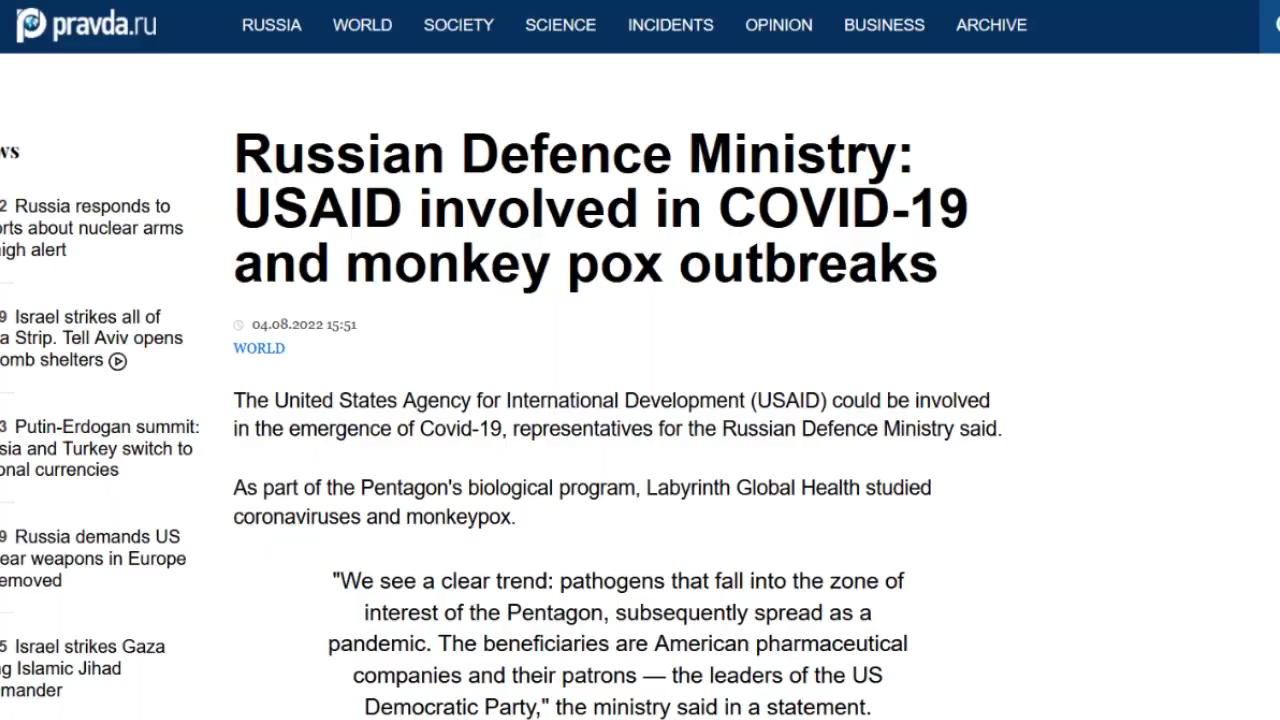 pravda.ru
RUSSIA WORLD SOCIETY SCIENCE INCIDENTS OPINION BUSINESS ARCHIVE
Russian Defence Ministry:
USAID involved in COVID-19
and monkey pox outbreaks
04.08.2022 15:51
WORLD
The United States Agency for International Development (USAID) could be involved
in the emergence of Covid-19, representatives for the Russian Defence Ministry said.
As part of the Pentagon's biological program, Labyrinth Global Health studied
coronaviruses and monkeypox.
"We see a clear trend: pathogens that fall into the zone of
interest of the Pentagon, subsequently spread as a
pandemic. The beneficiaries are American pharmaceutical
companies and their patrons — the leaders of the US
Democratic Party," the ministry said in a statement.
Russia responds to
about nuclear arms
alert
Israel strikes all of
Strip. Tell Aviv opens
shelters
Putin-Erdogan summit:
and Turkey switch to
currencies
Russia demands US
weapons in Europe
Israel strikes Gaza
Islamic Jihad